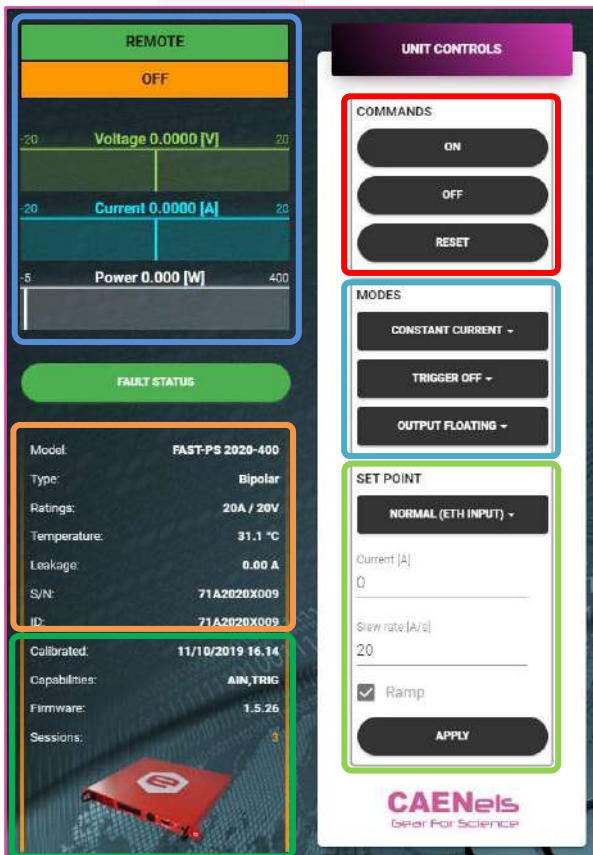 REMOTE
OFF
-20 Voltage 0.0000 [V] 20
-20 Current 0.0000 [A] 20
-5 Power 0.000 [W] 400
FAULT STATUS
Model: FAST-PS 2020-400
Type: Bipolar
Ratings: 20A / 20V
Temperature: 31.1 °C
Leakage: 0.00 A
S/N: 71A2020X009
ID: 71A2020X009
Calibrated: 11/10/2019 16.14
Capabilities: AIN,TRIG
Firmware: 1.5.26
Sessions: 3
UNIT CONTROLS
COMMANDS
ON
OFF
RESET
MODES
CONSTANT CURRENT
TRIGGER OFF
OUTPUT FLOATING
SET POINT
NORMAL (ETH INPUT)
Current [A]
0
Slew rate [A/s]
20
Ramp
APPLY
CAENels
Gear For Science